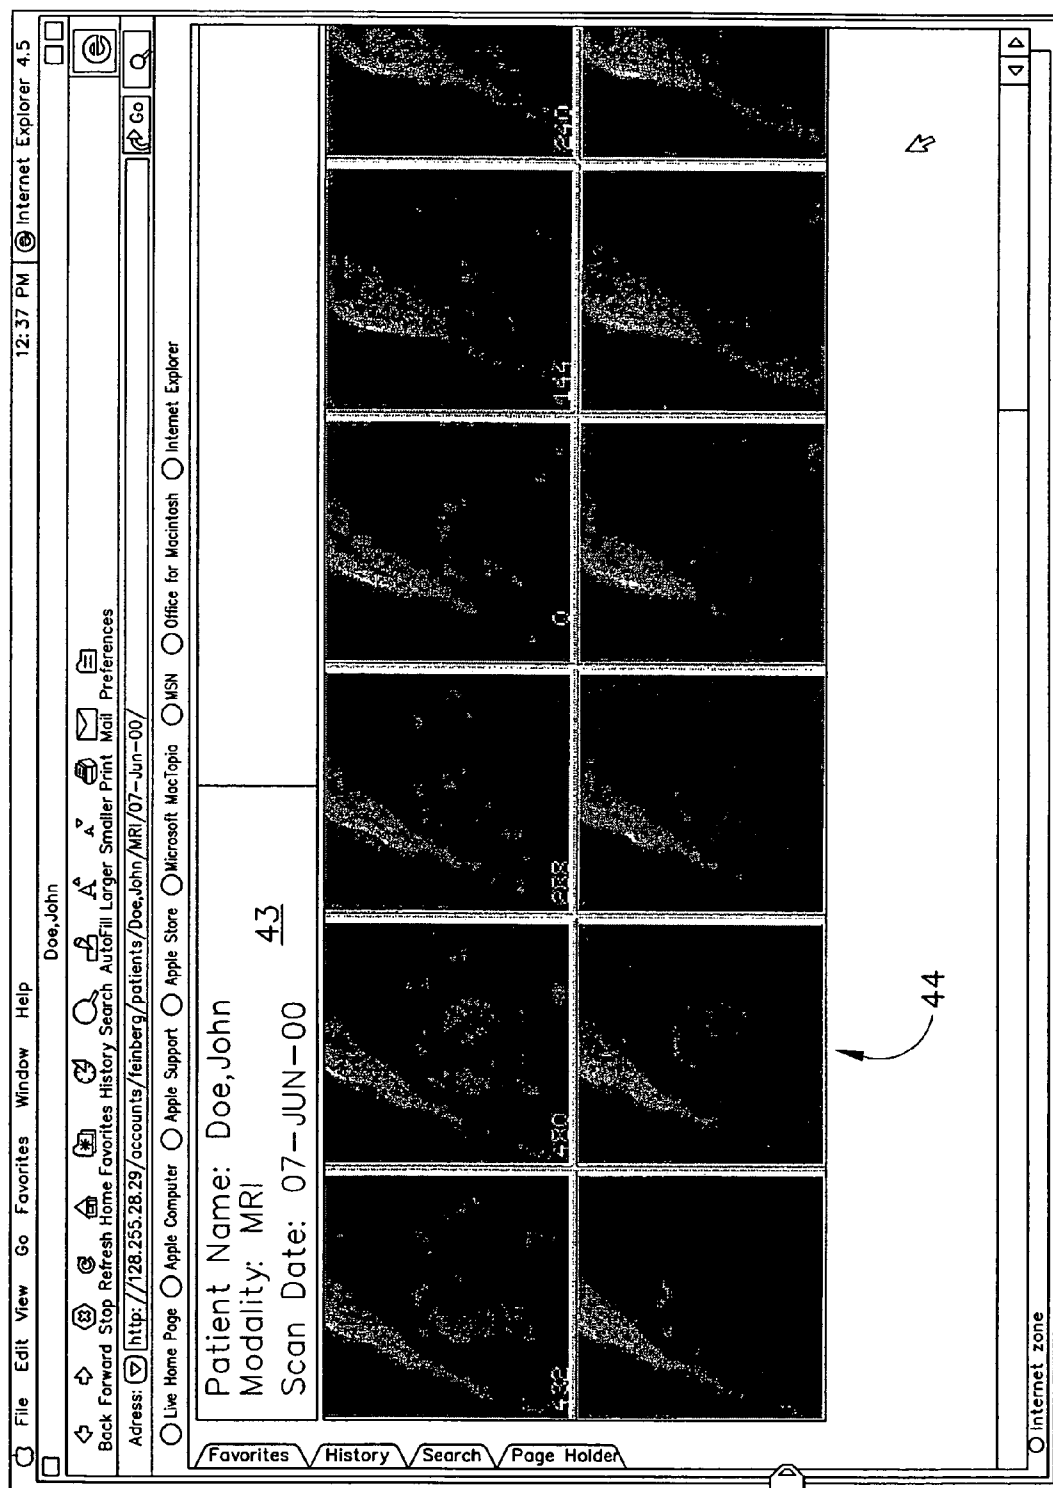 File Edit View Go Favorites Window Help 12:37 PM Internet Explorer 4.5
Doe,John
Back Forward Stop Refresh Home Favorites History Search AutoFill Larger Smaller Print Mail Preferences
Adress: http://128.255.28.29/accounts/feinberg/patients/Doe,John/MRI/07-Jun-00/ Go
Live Home Page Apple Computer Apple Support Apple Store Microsoft MacTopia MSN Office for Macintosh Internet Explorer
Favorites
History
Search
Page Holder
Patient Name: Doe,John
Modality: MRI
Scan Date: 07-JUN-00
43
432 480 288 0 144 240
44
Internet zone